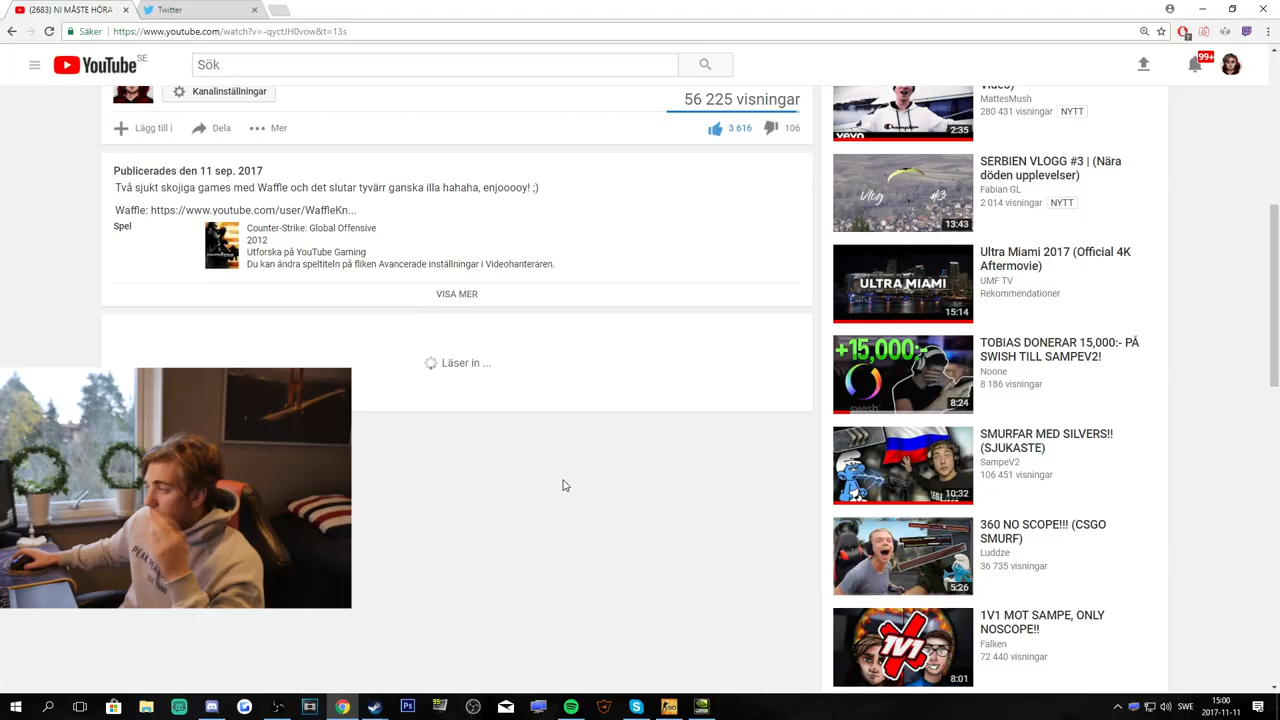 (2683) NI MÅSTE HÖRA
Twitter
Säker
https://www.youtube.com/watch?v=-qyctJH0vow&t=13s
YouTube SE
Sök
99+
Kanalinställningar
56 225 visningar
Lägg till i
Dela
Mer
3 616
106
Publicerades den 11 sep. 2017
Två sjukt skojiga games med Waffle och det slutar tyvärr ganska illa hahaha, enjooooy! ;)
Waffle: https://www.youtube.com/user/WaffleKn...
Spel
Counter-Strike: Global Offensive
2012
Utforska på YouTube Gaming
Du kan ändra speltiteln på fliken Avancerade inställningar i Videohanteraren.
VISA MER
Läser in ...
Video)
MattesMush
280 431 visningar
NYTT
vevo
2:35
SERBIEN VLOGG #3 | (Nära
döden upplevelser)
Fabian GL
2 014 visningar
NYTT
Vlog #3
13:43
Ultra Miami 2017 (Official 4K
Aftermovie)
UMF TV
Rekommendationer
ULTRA MIAMI
15:14
TOBIAS DONERAR 15,000:- PÅ
SWISH TILL SAMPEV2!
Noone
8 186 visningar
+15,000:-
swish
8:24
SMURFAR MED SILVERS!!
(SJUKASTE)
SampeV2
106 451 visningar
10:32
360 NO SCOPE!!! (CSGO
SMURF)
Luddze
36 735 visningar
5:26
1V1 MOT SAMPE, ONLY
NOSCOPE!!
Falken
72 440 visningar
1V1
8:01
SWE
15:00
2017-11-11